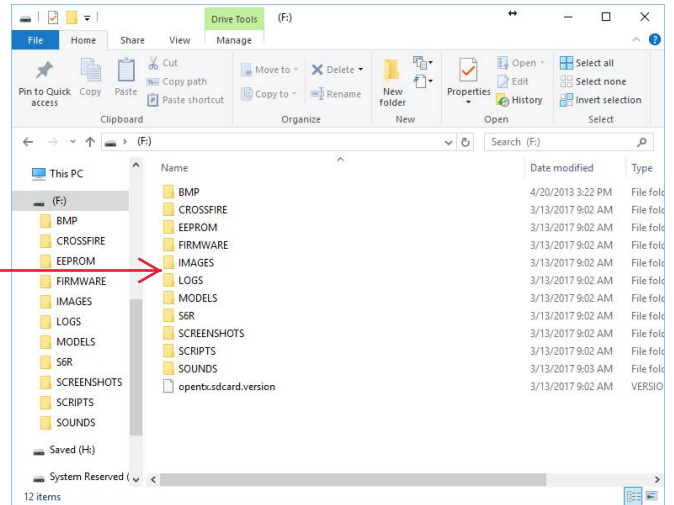 Drive Tools (F:)
File Home Share View Manage
Pin to Quick access
Copy
Paste
Cut
Copy path
Paste shortcut
Clipboard
Move to
Copy to
Delete
Rename
Organize
New folder
New
Properties
Open
Edit
History
Open
Select all
Select none
Invert selection
Select
(F:)
Search (F:)
This PC
(F:)
BMP
CROSSFIRE
EEPROM
FIRMWARE
IMAGES
LOGS
MODELS
S6R
SCREENSHOTS
SCRIPTS
SOUNDS
Saved (H:)
System Reserved (
Name Date modified Type
BMP 4/20/2013 3:22 PM File fold
CROSSFIRE 3/13/2017 9:02 AM File fold
EEPROM 3/13/2017 9:02 AM File fold
FIRMWARE 3/13/2017 9:02 AM File fold
IMAGES 3/13/2017 9:02 AM File fold
LOGS 3/13/2017 9:02 AM File fold
MODELS 3/13/2017 9:02 AM File fold
S6R 3/13/2017 9:02 AM File fold
SCREENSHOTS 3/13/2017 9:02 AM File fold
SCRIPTS 3/13/2017 9:02 AM File fold
SOUNDS 3/13/2017 9:03 AM File fold
opentx.sdcard.version 3/13/2017 9:02 AM VERSIO
12 items